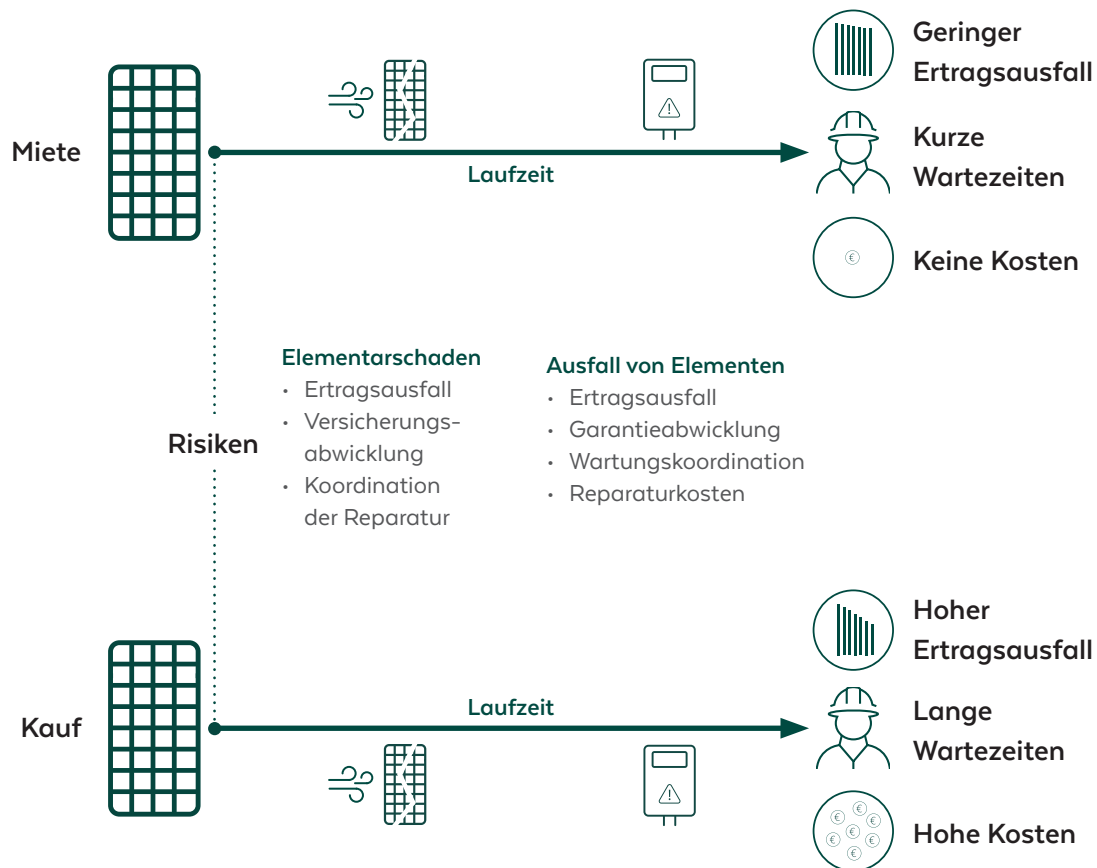 Miete
Laufzeit
Geringer
Ertragsausfall
Kurze
Wartezeiten
€
Keine Kosten
Risiken
Elementarschaden
• Ertragsausfall
• Versicherungs-
abwicklung
• Koordination
der Reparatur
Ausfall von Elementen
• Ertragsausfall
• Garantieabwicklung
• Wartungskoordination
• Reparaturkosten
Kauf
Laufzeit
Hoher
Ertragsausfall
Lange
Wartezeiten
€ € € € € € €
Hohe Kosten